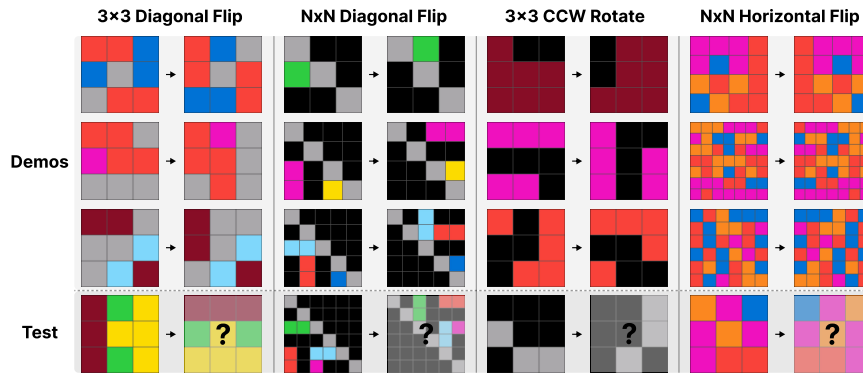 3×3 Diagonal Flip NxN Diagonal Flip 3×3 CCW Rotate NxN Horizontal Flip
Demos
Test
? ? ? ?